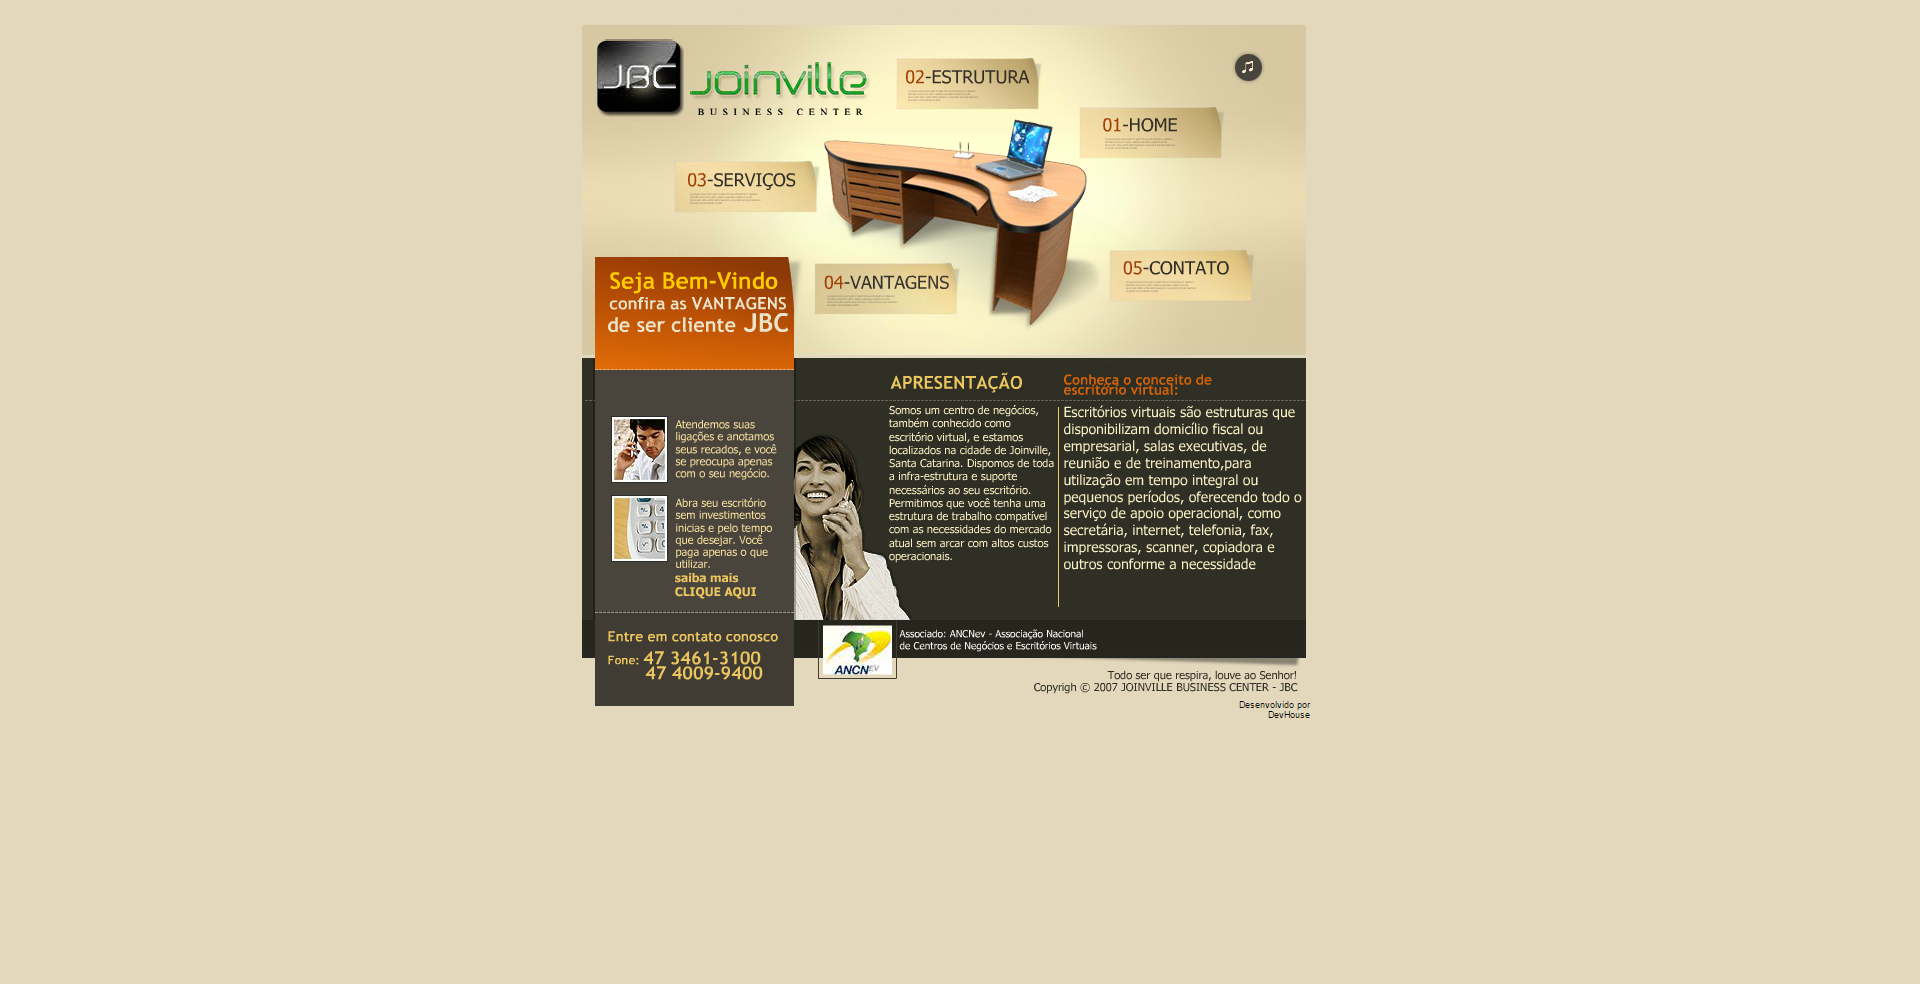 JBC
Joinville
BUSINESS CENTER
02-ESTRUTURA
01-HOME
03-SERVIÇOS
04-VANTAGENS
05-CONTATO
Seja Bem-Vindo
confira as VANTAGENS
de ser cliente JBC
Atendemos suas
ligações e anotamos
seus recados, e você
se preocupa apenas
com o seu negócio.
Abra seu escritório
sem investimentos
inicias e pelo tempo
que desejar. Você
paga apenas o que
utilizar.
saiba mais
CLIQUE AQUI
Entre em contato conosco
Fone: 47 3461-3100
47 4009-9400
APRESENTAÇÃO
Somos um centro de negócios,
também conhecido como
escritório virtual, e estamos
localizados na cidade de Joinville,
Santa Catarina. Dispomos de toda
a infra-estrutura e suporte
necessários ao seu escritório.
Permitimos que você tenha uma
estrutura de trabalho compatível
com as necessidades do mercado
atual sem arcar com altos custos
operacionais.
Conheça o conceito de
escritório virtual:
Escritórios virtuais são estruturas que
disponibilizam domicílio fiscal ou
empresarial, salas executivas, de
reunião e de treinamento,para
utilização em tempo integral ou
pequenos períodos, oferecendo todo o
serviço de apoio operacional, como
secretária, internet, telefonia, fax,
impressoras, scanner, copiadora e
outros conforme a necessidade
ANCNEV
Associado: ANCNev - Associação Nacional
de Centros de Negócios e Escritórios Virtuais
Todo ser que respira, louve ao Senhor!
Copyrigh © 2007 JOINVILLE BUSINESS CENTER - JBC
Desenvolvido por
DevHouse